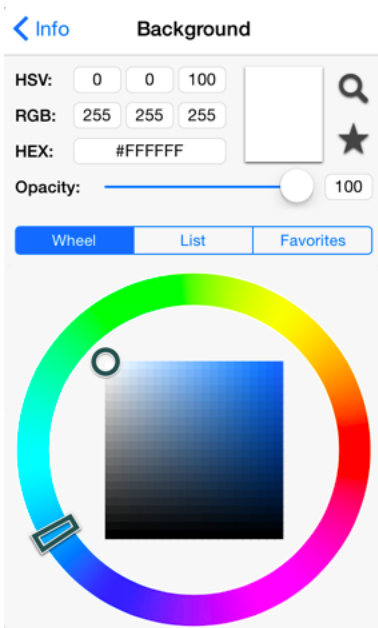 Info Background
HSV: 0 0 100
RGB: 255 255 255
HEX: #FFFFFF
Opacity: 100
Wheel List Favorites